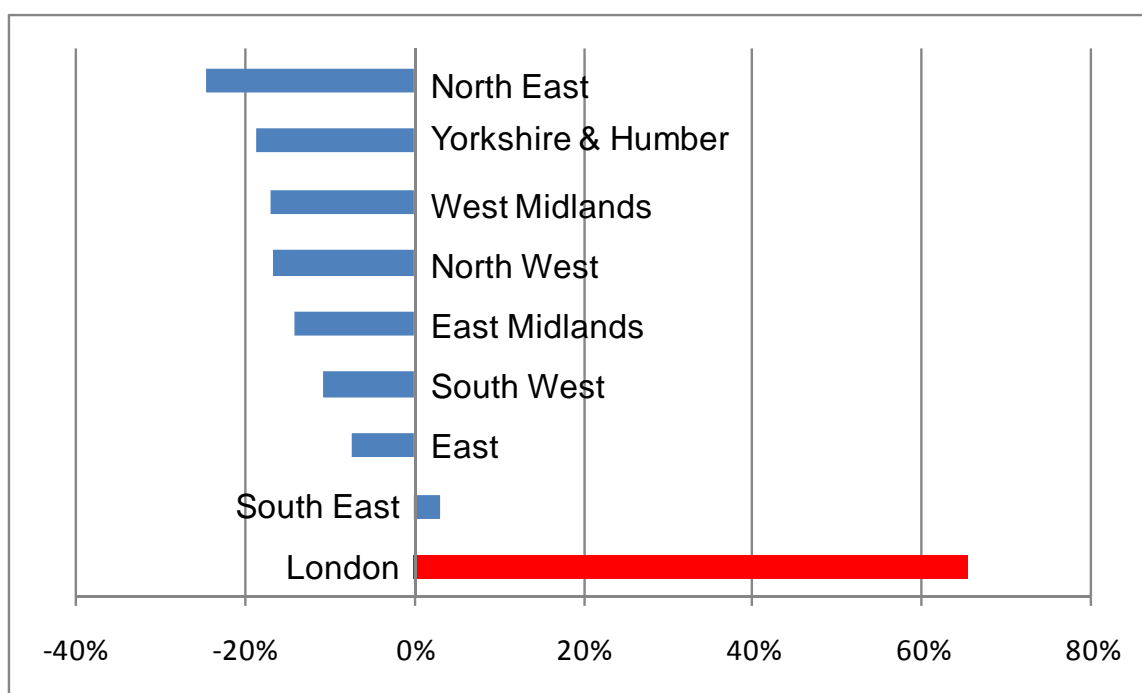 North East
Yorkshire & Humber
West Midlands
North West
East Midlands
South West
East
South East
London
-40% -20% 0% 20% 40% 60% 80%